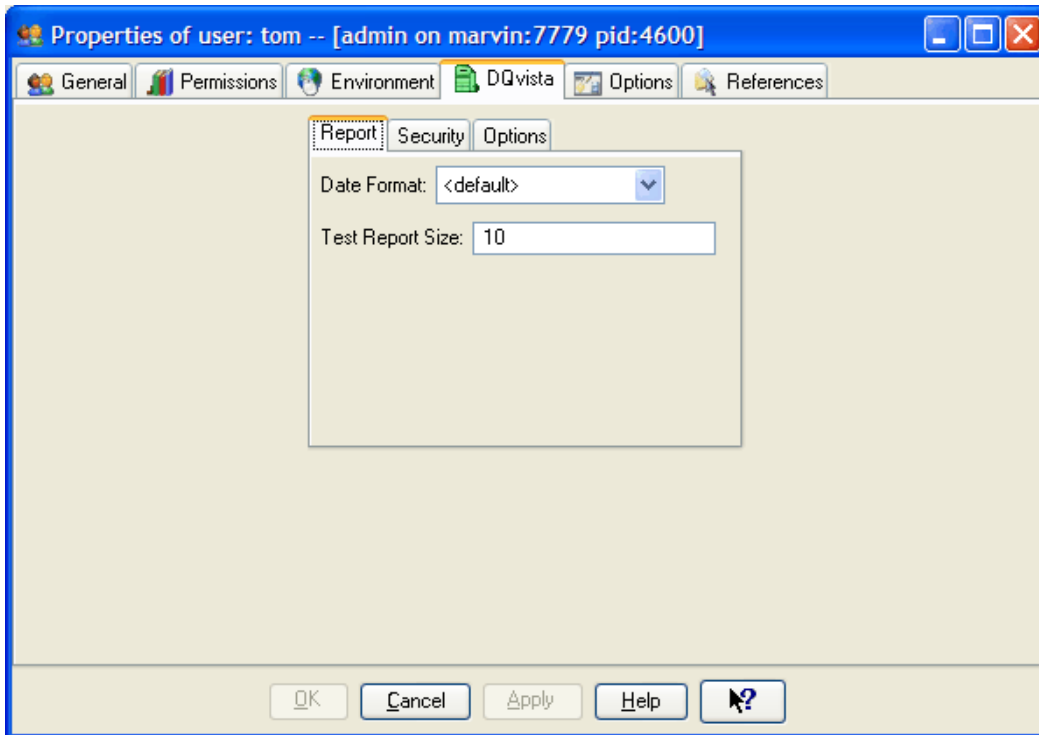 Properties of user: tom -- [admin on marvin:7779 pid:4600]
General Permissions Environment DQvista Options References
Report Security Options
Date Format: <default>
Test Report Size: 10
OK Cancel Apply Help ?